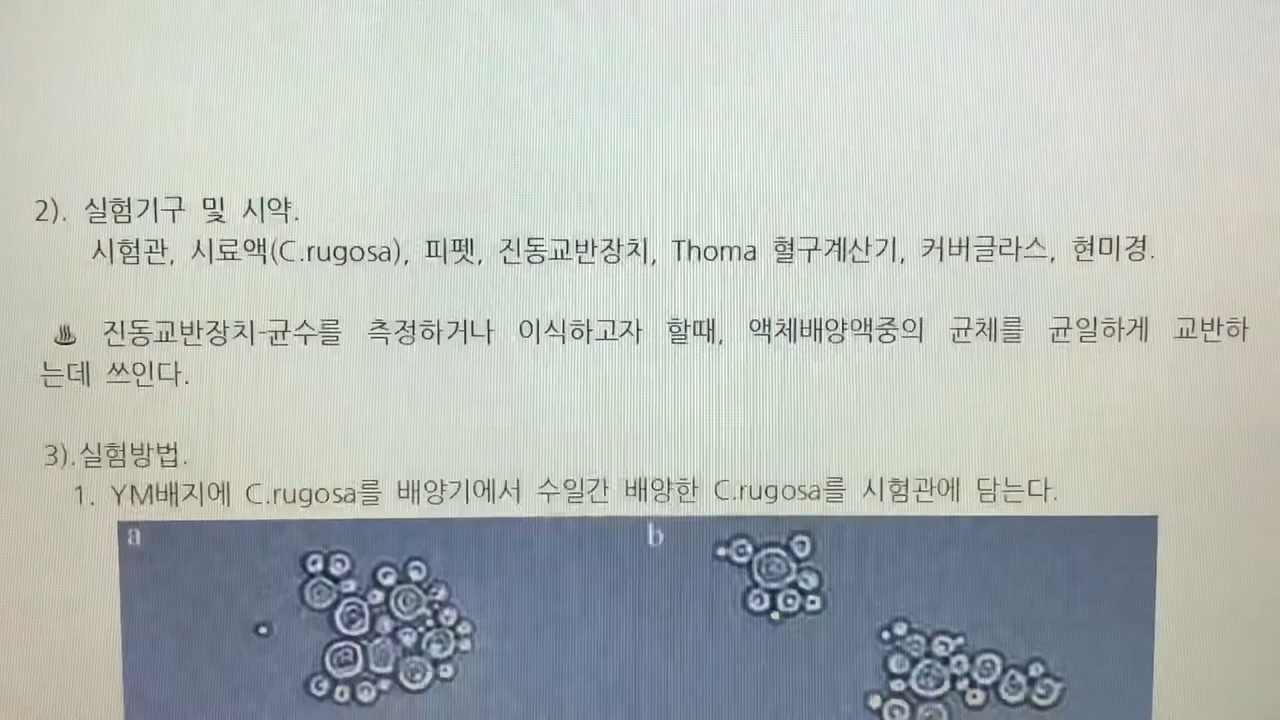 2). 실험기구 및 시약.
시험관, 시료액(C.rugosa), 피펫, 진동교반장치, Thoma 혈구계산기, 커버글라스, 현미경.
♨ 진동교반장치-균수를 측정하거나 이식하고자 할때, 액체배양액중의 균체를 균일하게 교반하
는데 쓰인다.
3).실험방법.
1. YM배지에 C.rugosa를 배양기에서 수일간 배양한 C.rugosa를 시험관에 담는다.
a b